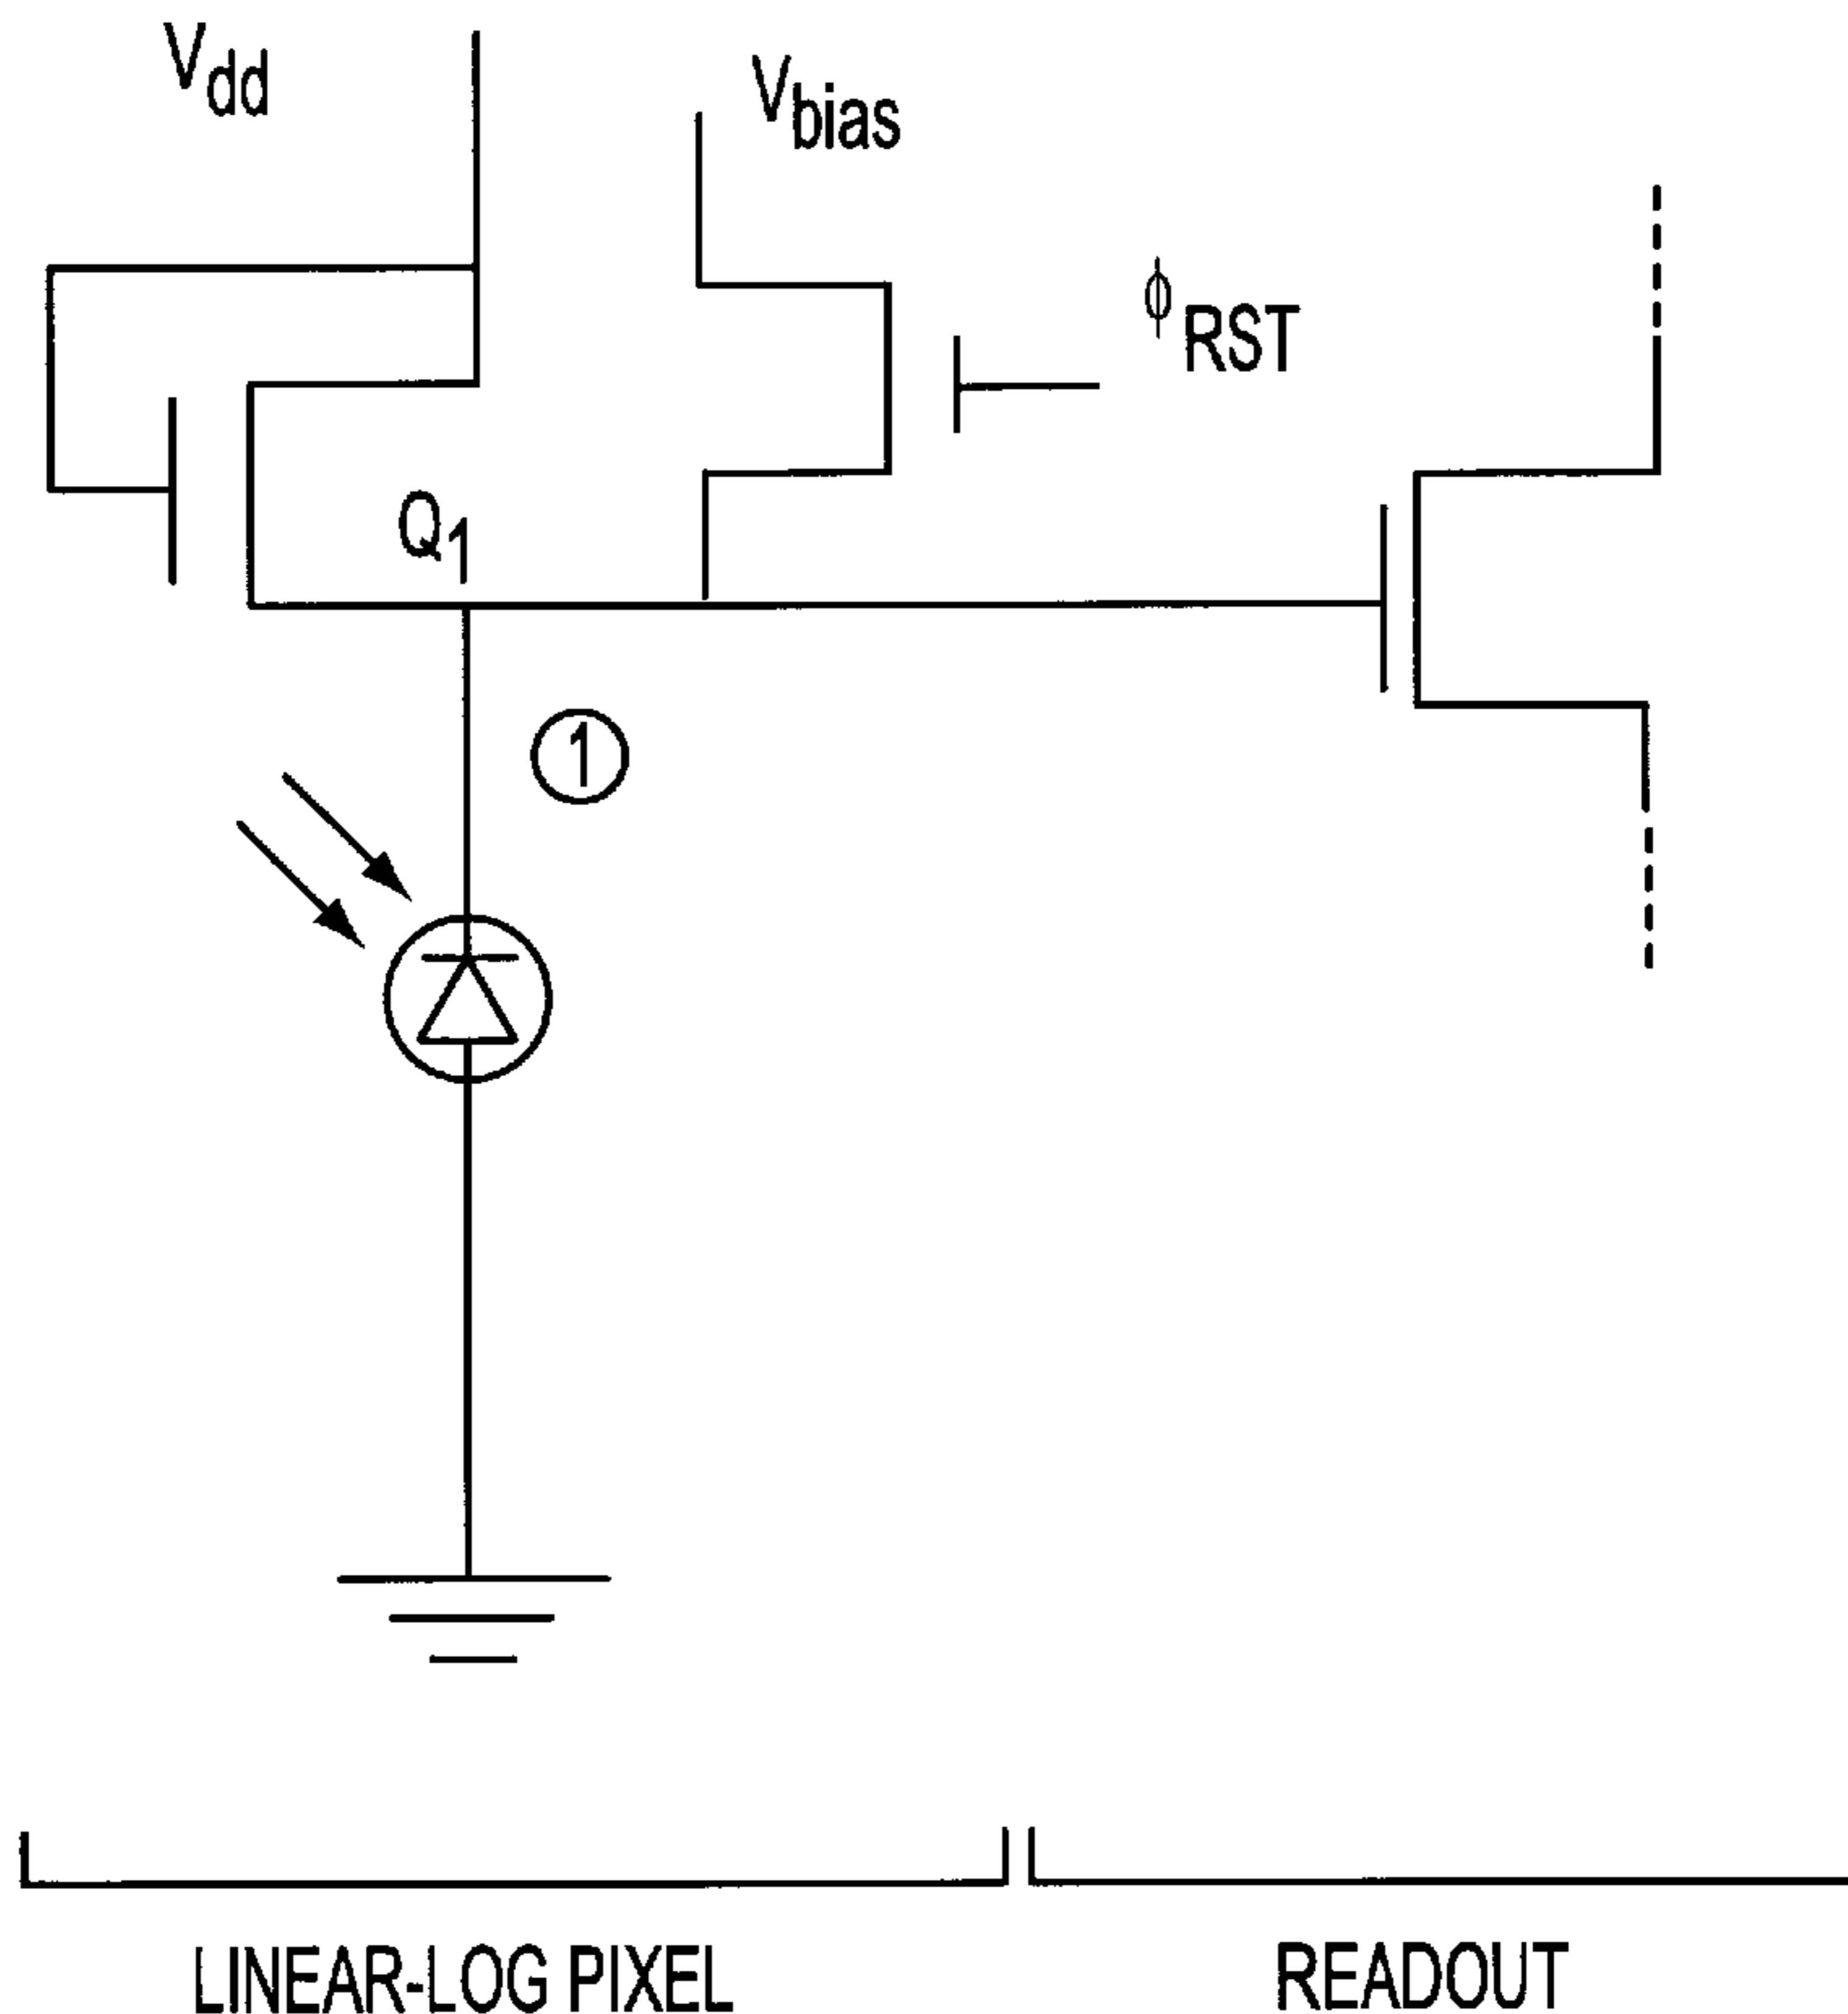 Vdd
Vbias
ϕRST
Q1
1
LINEAR-LOG PIXEL
READOUT